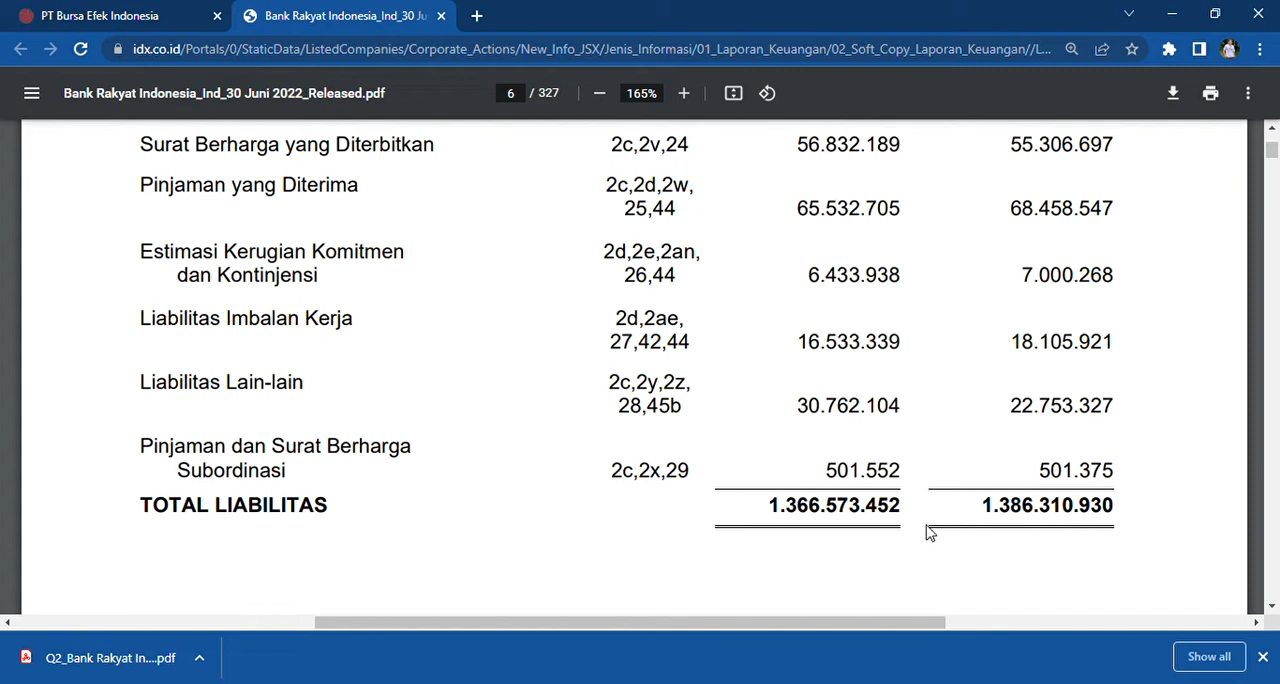 PT Bursa Efek Indonesia
Bank Rakyat Indonesia_Ind_30 Ju
idx.co.id/Portals/0/StaticData/ListedCompanies/Corporate_Actions/New_Info_JSX/Jenis_Informasi/01_Laporan_Keuangan/02_Soft_Copy_Laporan_Keuangan//L...
Bank Rakyat Indonesia_Ind_30 Juni 2022_Released.pdf 6 / 327 165%
Surat Berharga yang Diterbitkan 2c,2v,24 56.832.189 55.306.697
Pinjaman yang Diterima 2c,2d,2w,
25,44 65.532.705 68.458.547
Estimasi Kerugian Komitmen 2d,2e,2an,
dan Kontinjensi 26,44 6.433.938 7.000.268
Liabilitas Imbalan Kerja 2d,2ae,
27,42,44 16.533.339 18.105.921
Liabilitas Lain-lain 2c,2y,2z,
28,45b 30.762.104 22.753.327
Pinjaman dan Surat Berharga
Subordinasi 2c,2x,29 501.552 501.375
TOTAL LIABILITAS 1.366.573.452 1.386.310.930
Q2_Bank Rakyat In....pdf Show all